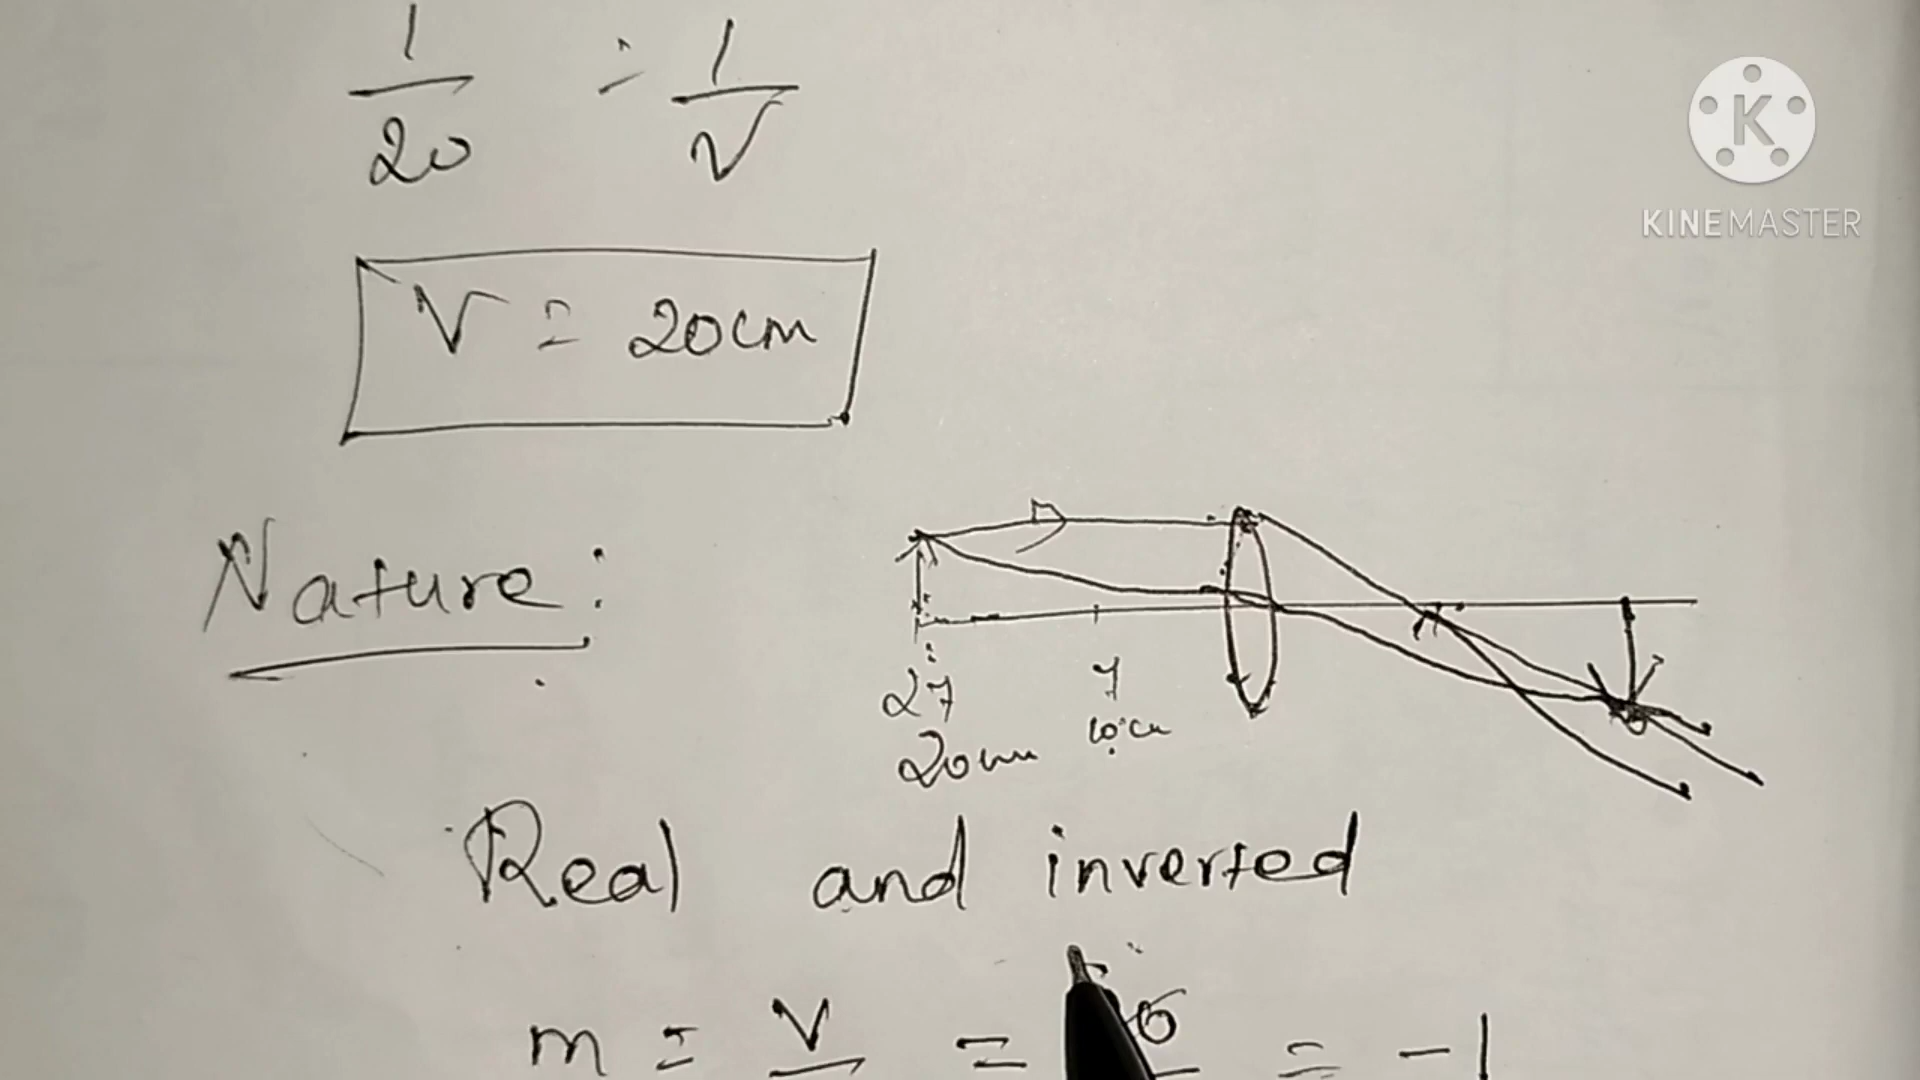 1/20 = 1/V
K
KINEMASTER
V = 20cm
Nature:
2f f
20cm 10cm
Real and inverted
m = V = = -1